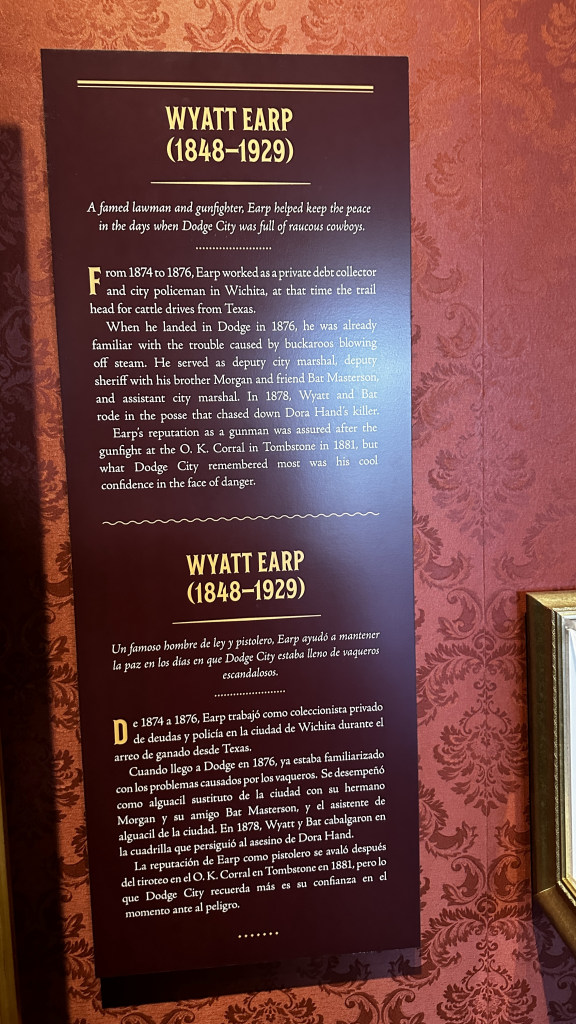 WYATT EARP
(1848–1929)
A famed lawman and gunfighter, Earp helped keep the peace
in the days when Dodge City was full of raucous cowboys.
From 1874 to 1876, Earp worked as a private debt collector
and city policeman in Wichita, at that time the trail
head for cattle drives from Texas.
When he landed in Dodge in 1876, he was already
familiar with the trouble caused by buckaroos blowing
off steam. He served as deputy city marshal, deputy
sheriff with his brother Morgan and friend Bat Masterson,
and assistant city marshal. In 1878, Wyatt and Bat
rode in the posse that chased down Dora Hand's killer.
Earp's reputation as a gunman was assured after the
gunfight at the O. K. Corral in Tombstone in 1881, but
what Dodge City remembered most was his cool
confidence in the face of danger.
WYATT EARP
(1848–1929)
Un famoso hombre de ley y pistolero, Earp ayudó a mantener
la paz en los días en que Dodge City estaba lleno de vaqueros
escandalosos.
De 1874 a 1876, Earp trabajó como coleccionista privado
de deudas y policía en la ciudad de Wichita durante el
arreo de ganado desde Texas.
Cuando llego a Dodge en 1876, ya estaba familiarizado
con los problemas causados por los vaqueros. Se desempeñó
como alguacil sustituto de la ciudad con su hermano
Morgan y su amigo Bat Masterson, y el asistente de
alguacil de la ciudad. En 1878, Wyatt y Bat cabalgaron en
la cuadrilla que persiguió al asesino de Dora Hand.
La reputación de Earp como pistolero se avaló después
del tiroteo en el O. K. Corral en Tombstone en 1881, pero lo
que Dodge City recuerda más es su confianza en el
momento ante al peligro.